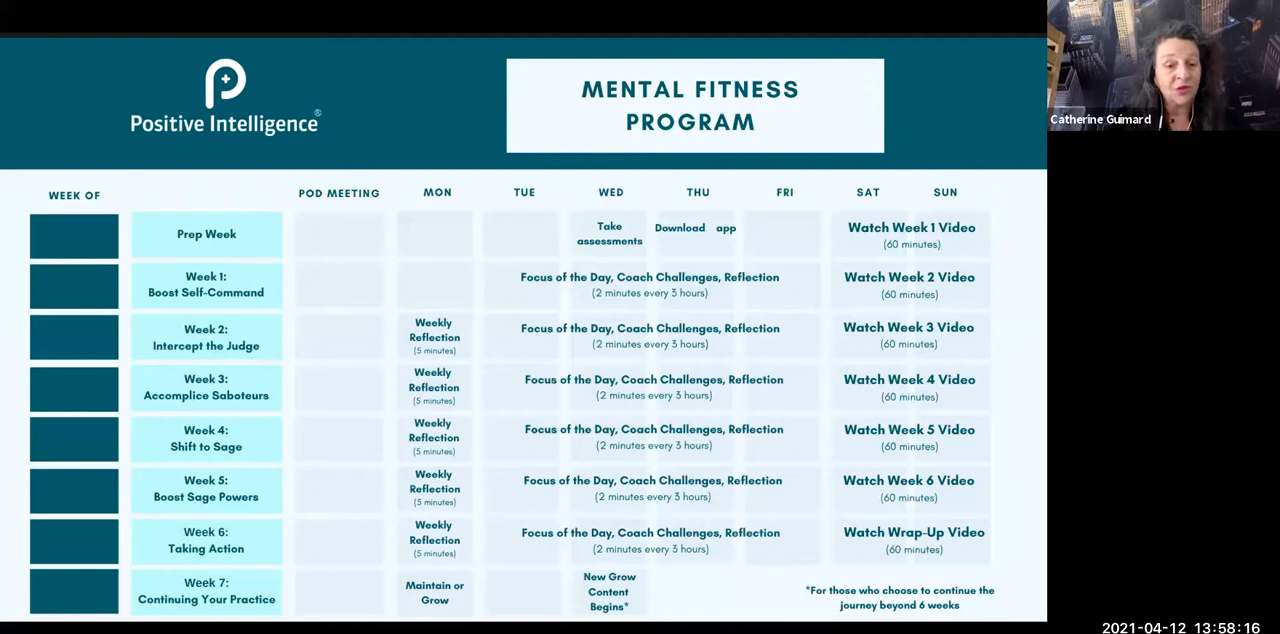 Positive Intelligence®
MENTAL FITNESS
PROGRAM
Catherine Guimard
WEEK OF
POD MEETING
MON
TUE
WED
THU
FRI
SAT
SUN
Prep Week
Take
assessments
Download app
Watch Week 1 Video
(60 minutes)
Week 1:
Boost Self-Command
Focus of the Day, Coach Challenges, Reflection
(2 minutes every 3 hours)
Watch Week 2 Video
(60 minutes)
Week 2:
Intercept the Judge
Weekly
Reflection
(5 minutes)
Focus of the Day, Coach Challenges, Reflection
(2 minutes every 3 hours)
Watch Week 3 Video
(60 minutes)
Week 3:
Accomplice Saboteurs
Weekly
Reflection
(5 minutes)
Focus of the Day, Coach Challenges, Reflection
(2 minutes every 3 hours)
Watch Week 4 Video
(60 minutes)
Week 4:
Shift to Sage
Weekly
Reflection
(5 minutes)
Focus of the Day, Coach Challenges, Reflection
(2 minutes every 3 hours)
Watch Week 5 Video
(60 minutes)
Week 5:
Boost Sage Powers
Weekly
Reflection
(5 minutes)
Focus of the Day, Coach Challenges, Reflection
(2 minutes every 3 hours)
Watch Week 6 Video
(60 minutes)
Week 6:
Taking Action
Weekly
Reflection
(5 minutes)
Focus of the Day, Coach Challenges, Reflection
(2 minutes every 3 hours)
Watch Wrap-Up Video
(60 minutes)
Week 7:
Continuing Your Practice
Maintain or
Grow
New Grow
Content
Begins*
*For those who choose to continue the
journey beyond 6 weeks
2021-04-12 13:58:16